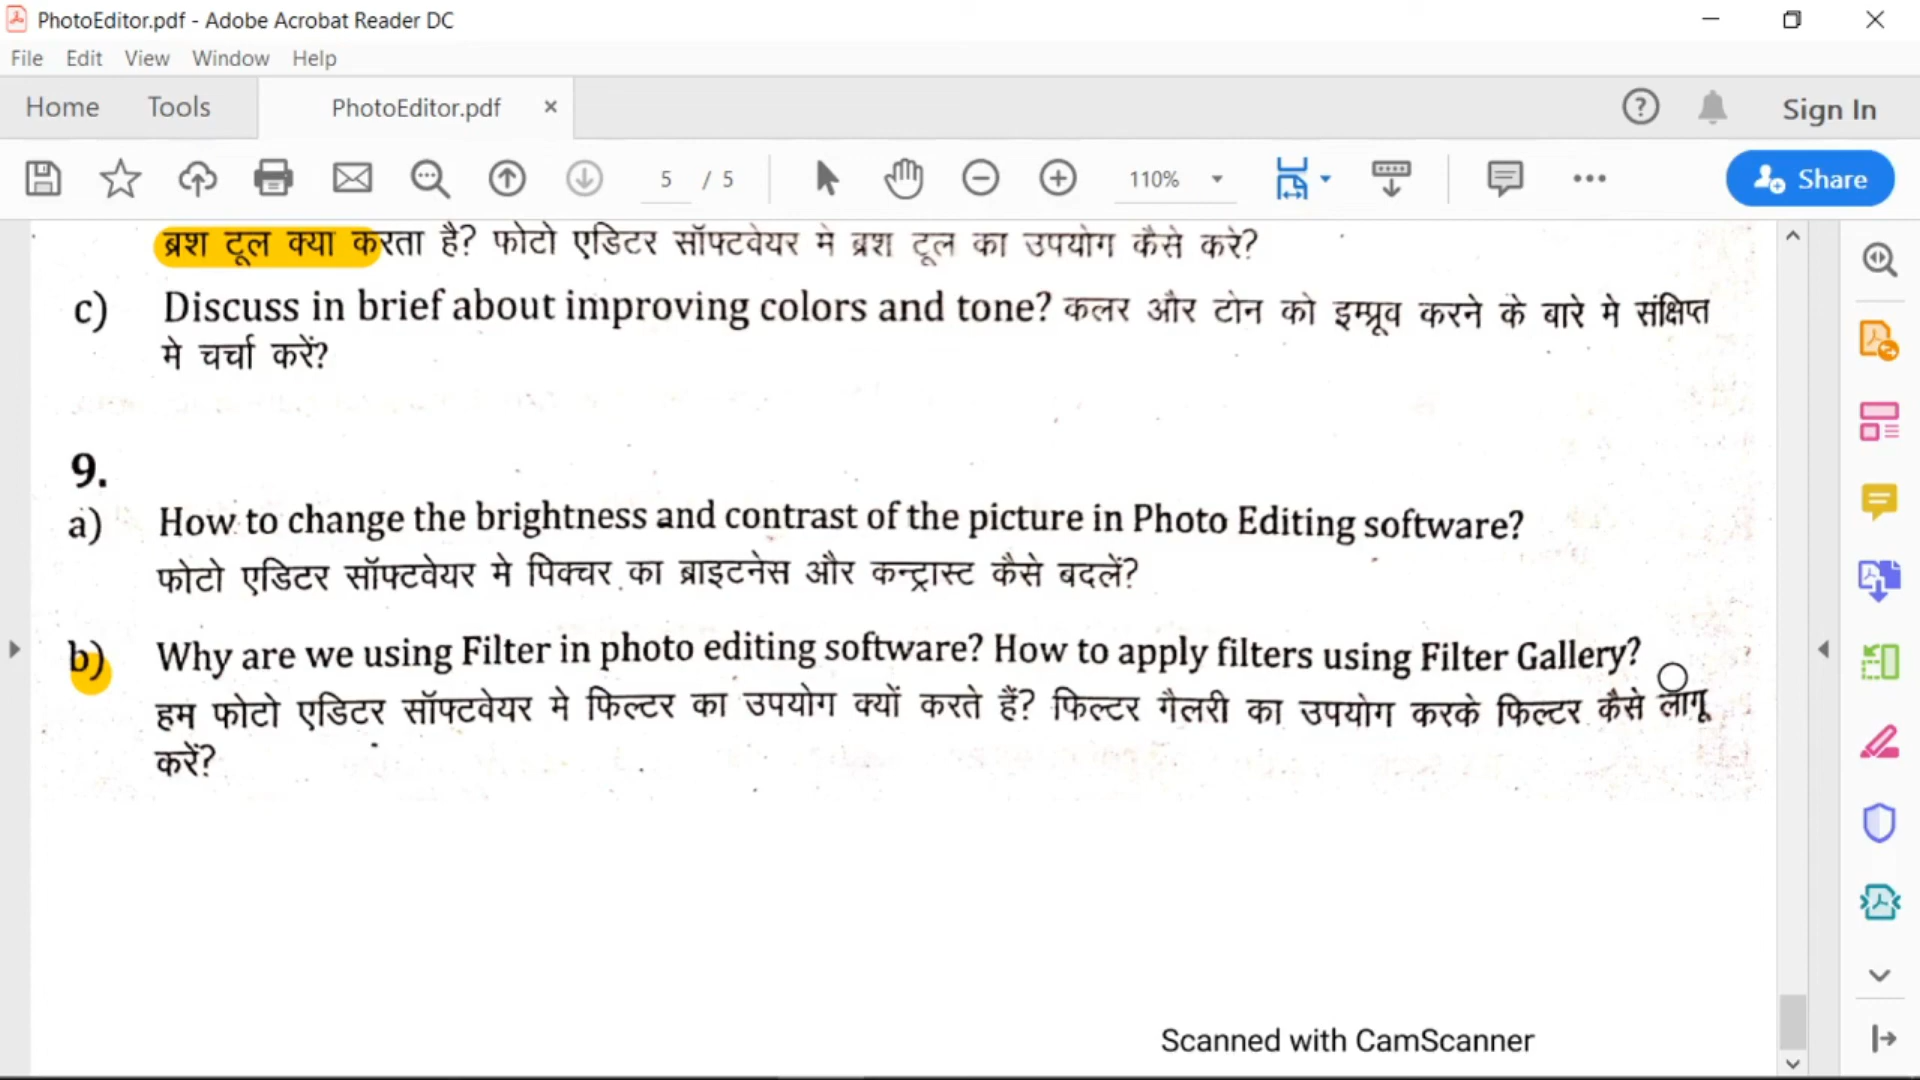 PhotoEditor.pdf - Adobe Acrobat Reader DC
File Edit View Window Help
Home Tools PhotoEditor.pdf × Sign In
5 / 5 110% Share
ब्रश टूल क्या करता है? फोटो एडिटर सॉफ्टवेयर मे ब्रश टूल का उपयोग कैसे करे?
c) Discuss in brief about improving colors and tone? कलर और टोन को इम्प्रूव करने के बारे मे संक्षिप्त
मे चर्चा करें?
9.
a) How to change the brightness and contrast of the picture in Photo Editing software?
फोटो एडिटर सॉफ्टवेयर मे पिक्चर का ब्राइटनेस और कन्ट्रास्ट कैसे बदलें?
b) Why are we using Filter in photo editing software? How to apply filters using Filter Gallery?
हम फोटो एडिटर सॉफ्टवेयर मे फिल्टर का उपयोग क्यों करते हैं? फिल्टर गैलरी का उपयोग करके फिल्टर कैसे लागू
करें?
Scanned with CamScanner